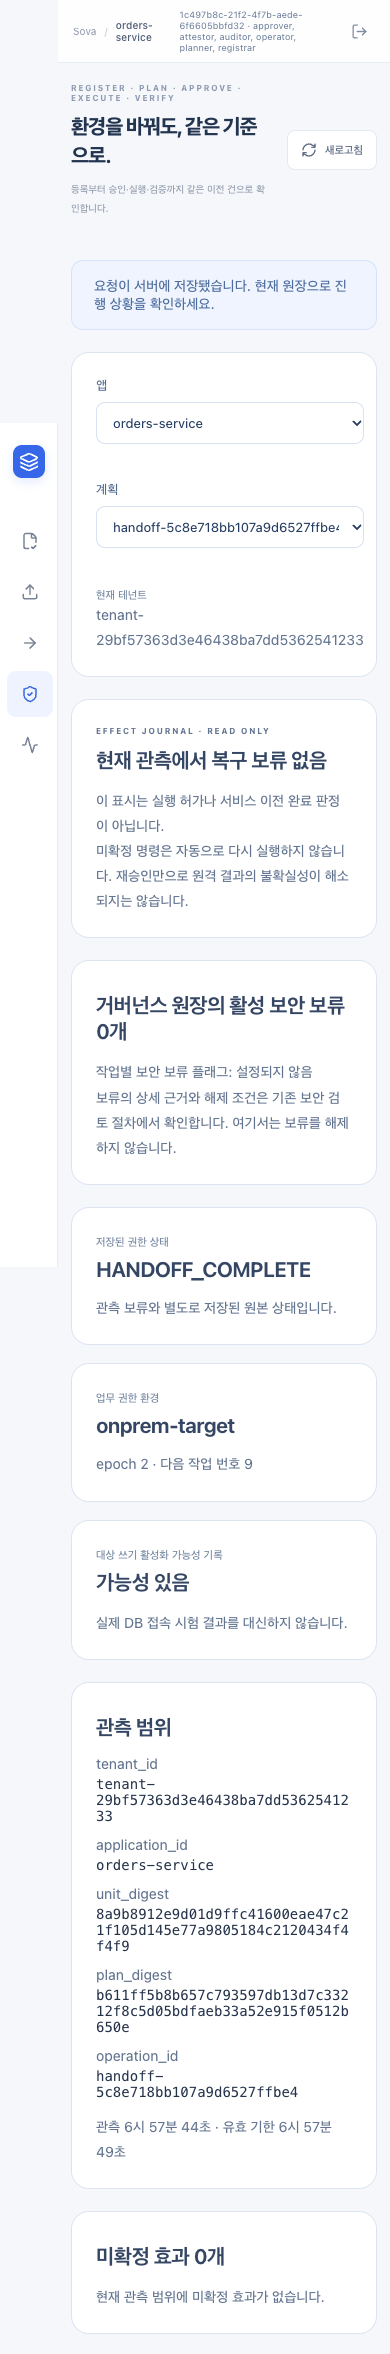 Sova / orders-service
1c497b8c-21f2-4f7b-aede-
6f6605bbfd32 · approver,
attestor, auditor, operator,
planner, registrar
REGISTER · PLAN · APPROVE ·
EXECUTE · VERIFY
환경을 바꿔도, 같은 기준
으로.
새로고침
등록부터 승인·실행·검증까지 같은 이전 건으로 확
인합니다.
요청이 서버에 저장됐습니다. 현재 원장으로 진
행 상황을 확인하세요.
앱
orders-service
계획
handoff-5c8e718bb107a9d6527ffbe4
현재 테넌트
tenant-
29bf57363d3e46438ba7dd5362541233
EFFECT JOURNAL · READ ONLY
현재 관측에서 복구 보류 없음
이 표시는 실행 허가나 서비스 이전 완료 판정
이 아닙니다.
미확정 명령은 자동으로 다시 실행하지 않습니
다. 재승인만으로 원격 결과의 불확실성이 해소
되지는 않습니다.
거버넌스 원장의 활성 보안 보류
0개
작업별 보안 보류 플래그: 설정되지 않음
보류의 상세 근거와 해제 조건은 기존 보안 검
토 절차에서 확인합니다. 여기서는 보류를 해제
하지 않습니다.
저장된 권한 상태
HANDOFF_COMPLETE
관측 보류와 별도로 저장된 원본 상태입니다.
업무 권한 환경
onprem-target
epoch 2 · 다음 작업 번호 9
대상 쓰기 활성화 가능성 기록
가능성 있음
실제 DB 접속 시험 결과를 대신하지 않습니다.
관측 범위
tenant_id
tenant-
29bf57363d3e46438ba7dd53625412
33
application_id
orders-service
unit_digest
8a9b8912e9d01d9ffc41600eae47c2
1f105d145e77a9805184c2120434f4
f4f9
plan_digest
b611ff5b8b657c793597db13d7c332
12f8c5d05bdfaeb33a52e915f0512b
650e
operation_id
handoff-
5c8e718bb107a9d6527ffbe4
관측 6시 57분 44초 · 유효 기한 6시 57분
49초
미확정 효과 0개
현재 관측 범위에 미확정 효과가 없습니다.